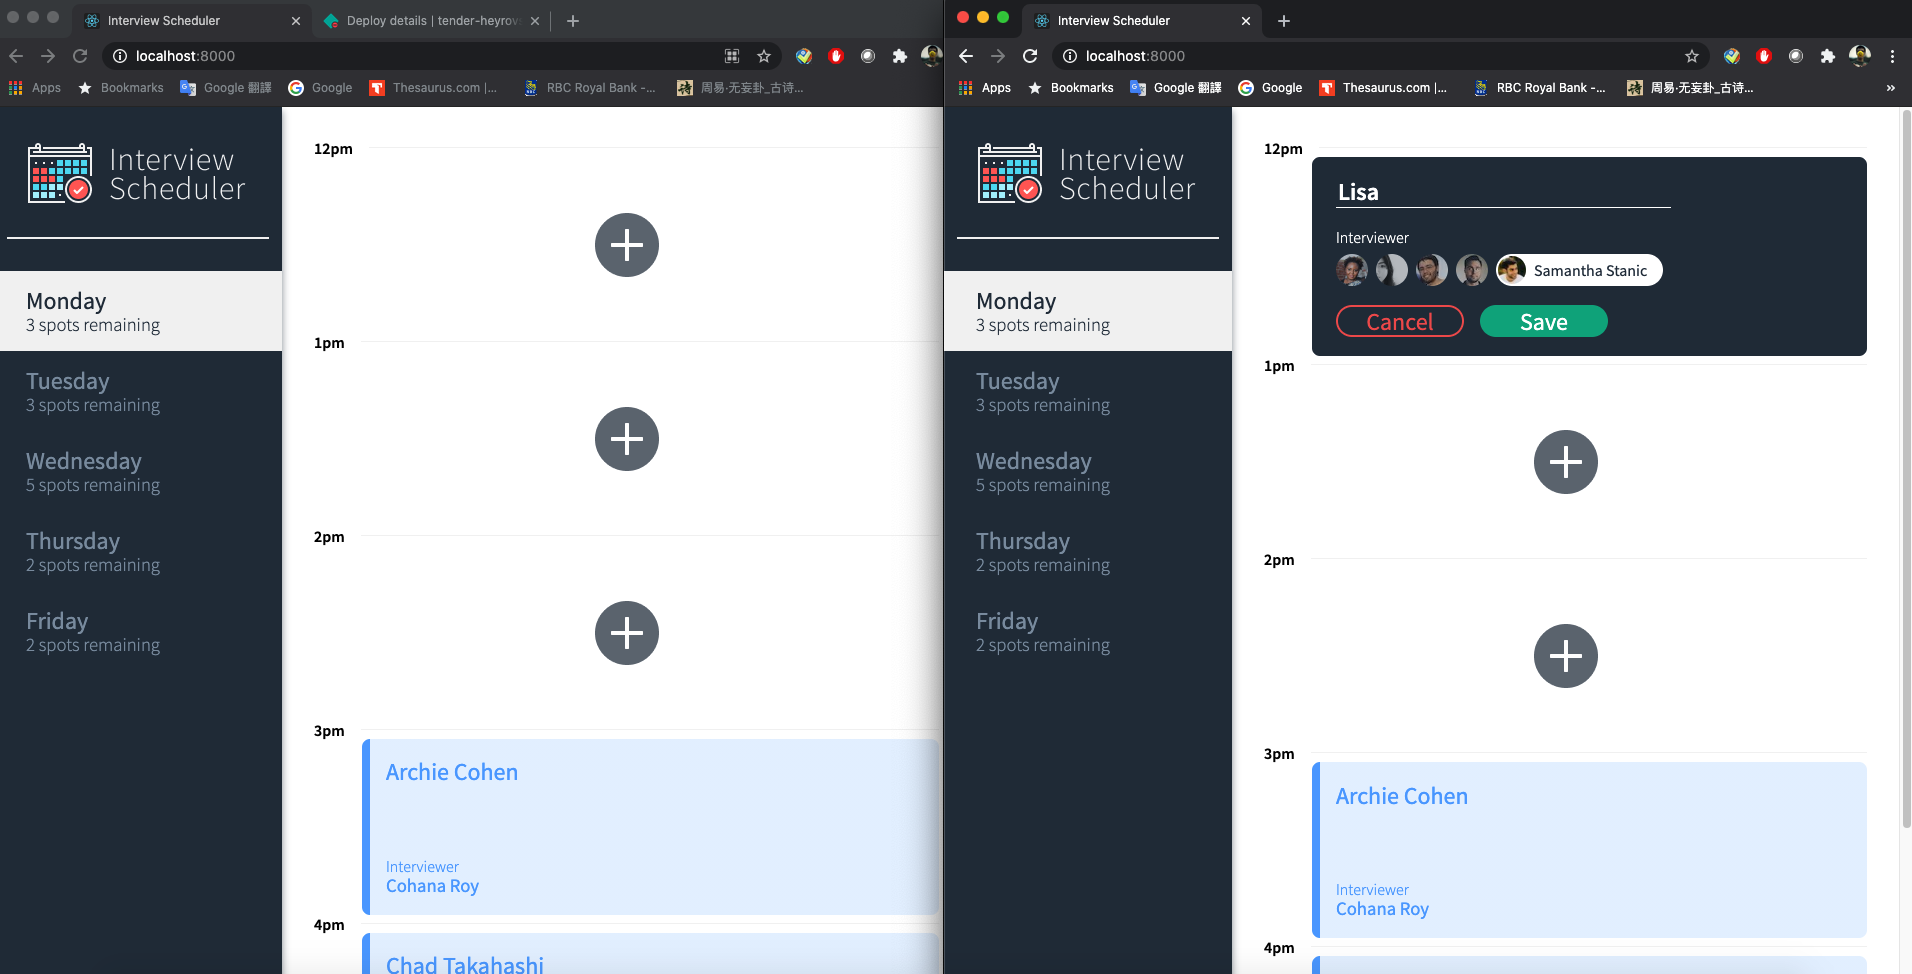 Interview Scheduler
Deploy details | tender-heyrov
localhost:8000
Apps
Bookmarks
Google 翻譯
Google
Thesaurus.com |...
RBC Royal Bank -...
周易·无妄卦_古诗...
Interview
Scheduler
Monday
3 spots remaining
Tuesday
3 spots remaining
Wednesday
5 spots remaining
Thursday
2 spots remaining
Friday
2 spots remaining
12pm
1pm
2pm
3pm
Archie Cohen
Interviewer
Cohana Roy
4pm
Chad Takahashi
Interview Scheduler
localhost:8000
Apps
Bookmarks
Google 翻譯
Google
Thesaurus.com |...
RBC Royal Bank -...
周易·无妄卦_古诗...
»
Interview
Scheduler
Monday
3 spots remaining
Tuesday
3 spots remaining
Wednesday
5 spots remaining
Thursday
2 spots remaining
Friday
2 spots remaining
12pm
Lisa
Interviewer
Samantha Stanic
Cancel
Save
1pm
2pm
3pm
Archie Cohen
Interviewer
Cohana Roy
4pm